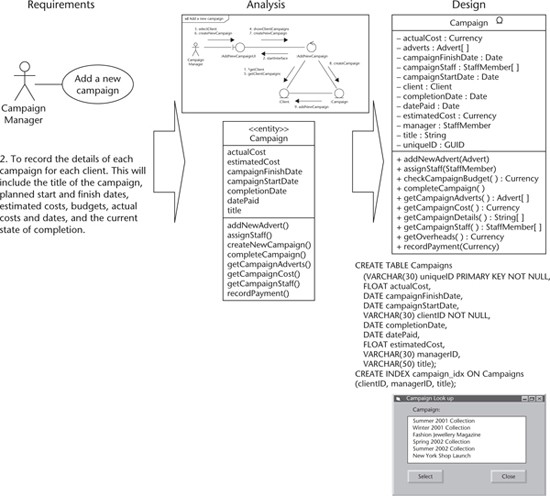 Requirements
Analysis
Design
Add a new campaign
Campaign
Manager
2. To record the details of each
campaign for each client. This will
include the title of the campaign,
planned start and finish dates,
estimated costs, budgets, actual
costs and dates, and the current
state of completion.
sd Add a new campaign
5: selectClient
6: createNewCampaign
4: showClientCampaigns
7: createNewCampaign
Campaign
Manager
AddNewCampaignUI
2: startInterface
AddNewCampaign
1: *getClient
3: getClientCampaigns
8: createCampaign
Client
9: addNewCampaign
Campaign
<<entity>>
Campaign
actualCost
estimatedCost
campaignFinishDate
campaignStartDate
completionDate
datePaid
title
addNewAdvert()
assignStaff()
createNewCampaign()
completeCampaign()
getCampaignAdverts()
getCampaignCost()
getCampaignStaff()
recordPayment()
Campaign
– actualCost : Currency
– adverts : Advert[ ]
– campaignFinishDate : Date
– campaignStaff : StaffMember[ ]
– campaignStartDate : Date
– client : Client
– completionDate : Date
– datePaid : Date
– estimatedCost : Currency
– manager : StaffMember
– title : String
– uniqueID : GUID
+ addNewAdvert(Advert)
+ assignStaff(StaffMember)
+ checkCampaignBudget( ) : Currency
+ completeCampaign( )
+ getCampaignAdverts( ) : Advert[ ]
+ getCampaignCost( ) : Currency
+ getCampaignDetails( ) : String[ ]
+ getCampaignStaff( ) : StaffMember[ ]
+ getOverheads( ) : Currency
+ recordPayment(Currency)
CREATE TABLE Campaigns
(VARCHAR(30) uniqueID PRIMARY KEY NOT NULL,
FLOAT actualCost,
DATE campaignFinishDate,
DATE campaignStartDate,
VARCHAR(30) clientID NOT NULL,
DATE completionDate,
DATE datePaid,
FLOAT estimatedCost,
VARCHAR(30) managerID,
VARCHAR(50) title);
CREATE INDEX campaign_idx ON Campaigns
(clientID, managerID, title);
Campaign Look up
Campaign:
Summer 2001 Collection
Winter 2001 Collection
Fashion Jewellery Magazine
Spring 2002 Collection
Summer 2002 Collection
New York Shop Launch
Select
Close